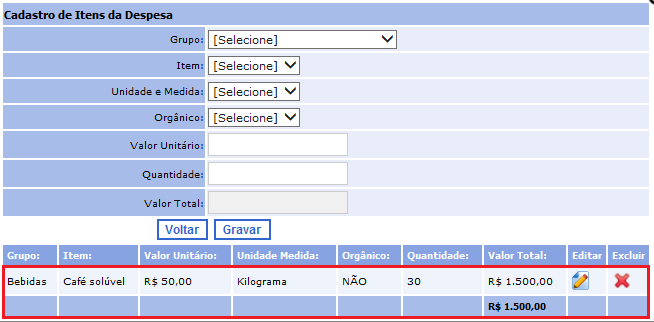 Cadastro de Itens da Despesa
Grupo: [Selecione]
Item: [Selecione]
Unidade e Medida: [Selecione]
Orgânico: [Selecione]
Valor Unitário:
Quantidade:
Valor Total:
Voltar Gravar
Grupo: Item: Valor Unitário: Unidade Medida: Orgânico: Quantidade: Valor Total: Editar Excluir
Bebidas Café solúvel R$ 50,00 Kilograma NÃO 30 R$ 1.500,00
R$ 1.500,00